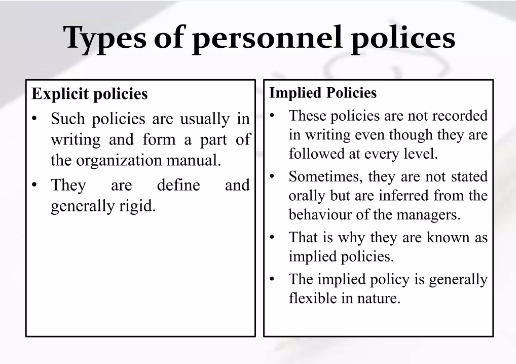 Types of personnel polices
Explicit policies
• Such policies are usually in
writing and form a part of
the organization manual.
• They are define and
generally rigid.
Implied Policies
• These policies are not recorded
in writing even though they are
followed at every level.
• Sometimes, they are not stated
orally but are inferred from the
behaviour of the managers.
• That is why they are known as
implied policies.
• The implied policy is generally
flexible in nature.